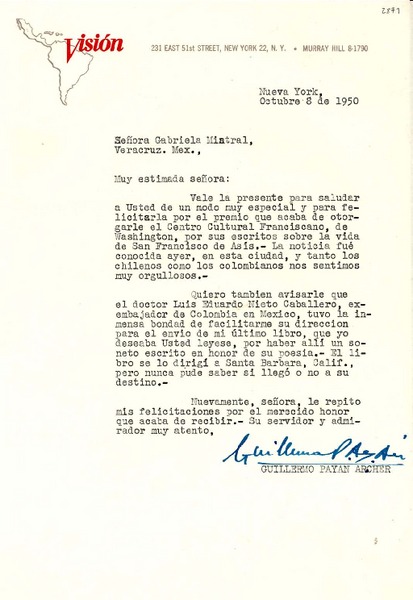 2871
Visión
231 EAST 51st STREET, NEW YORK 22, N. Y. • MURRAY HILL 8-1790
Nueva York,
Octubre 8 de 1950
Señora Gabriela Mistral,
Veracruz. Mex.,
Muy estimada señora:
Vale la presente para saludar
a Usted de un modo muy especial y para fe-
licitarla por el premio que acaba de otor-
garle el Centro Cultural Franciscano, de
Washington, por sus escritos sobre la vida
de San Francisco de Asis.- La noticia fué
conocida ayer, en esta ciudad, y tanto los
chilenos como los colombianos nos sentimos
muy orgullosos.-
Quiero tambien avisarle que
el doctor Luis Eduardo Nieto Caballero, ex-
embajador de Colombia en Mexico, tuvo la in-
mensa bondad de facilitarme su direccion
para el envio de mi último libro, que yo
deseaba Usted leyese, por haber allí un so-
neto escrito en honor de su poesia.- El li-
bro se lo dirigí a Santa Barbara, Calif.,
pero nunca pude saber si llegó o no a su
destino.-
Nuevamente, señora, le repito
mis felicitaciones por el merecido honor
que acaba de recibir.- Su servidor y admi-
rador muy atento,
GUILLERMO PAYAN ARCHER